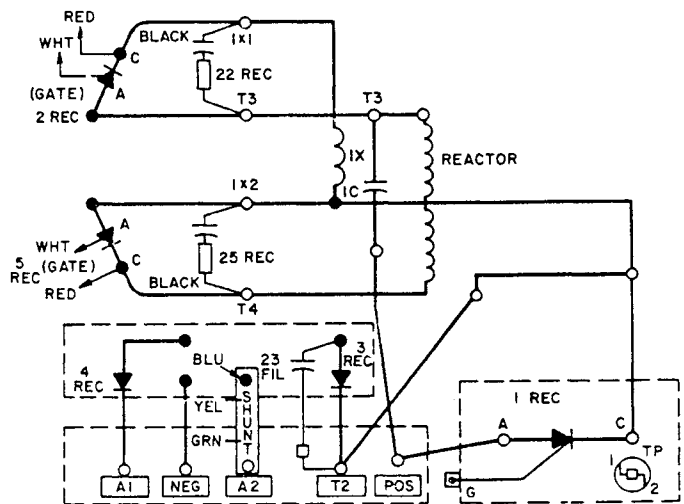 RED
WHT
BLACK
1X1
C
22 REC
(GATE)
A
2 REC
T3
T3
1X
REACTOR
1X2
1C
A
WHT
25 REC
5 REC
(GATE)
C
RED
BLACK
T4
4 REC
BLU
23 FIL
3 REC
YEL
SHUNT
GRN
1 REC
A
C
TP
1
2
G
A1
NEG
A2
T2
POS